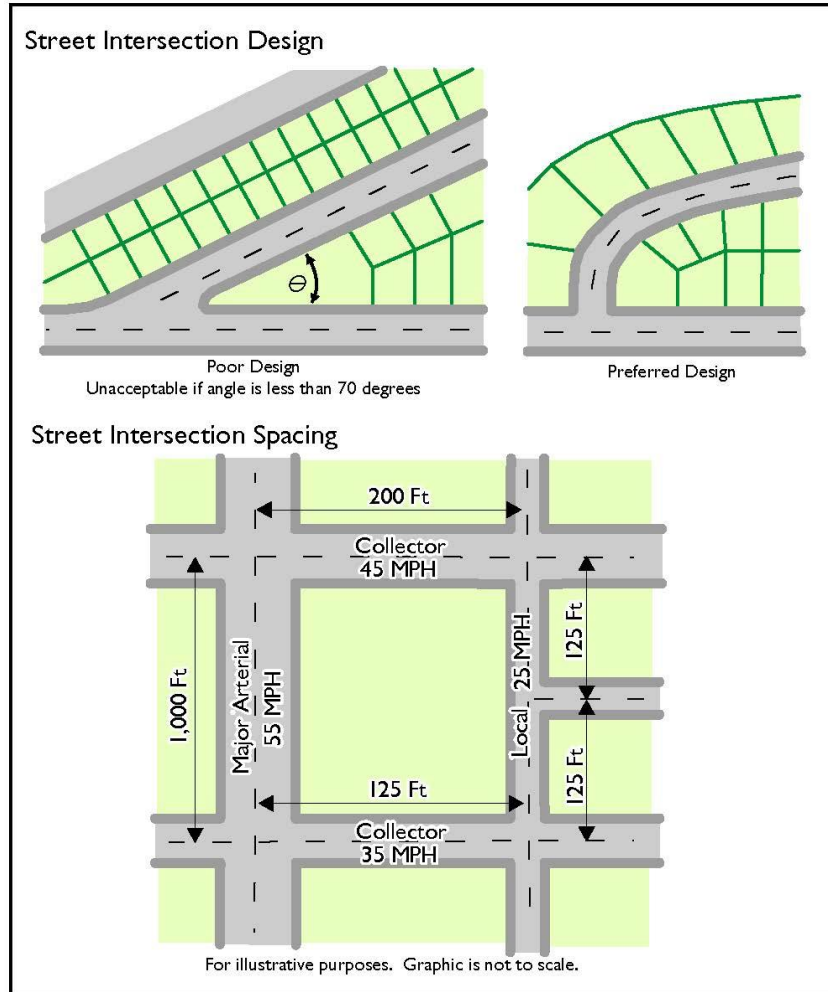 Street Intersection Design
θ
Poor Design
Unacceptable if angle is less than 70 degrees
Preferred Design
Street Intersection Spacing
200 Ft
Collector
45 MPH
1,000 Ft
Major Arterial
55 MPH
Local 25 MPH
125 Ft
125 Ft
125 Ft
Collector
35 MPH
For illustrative purposes. Graphic is not to scale.